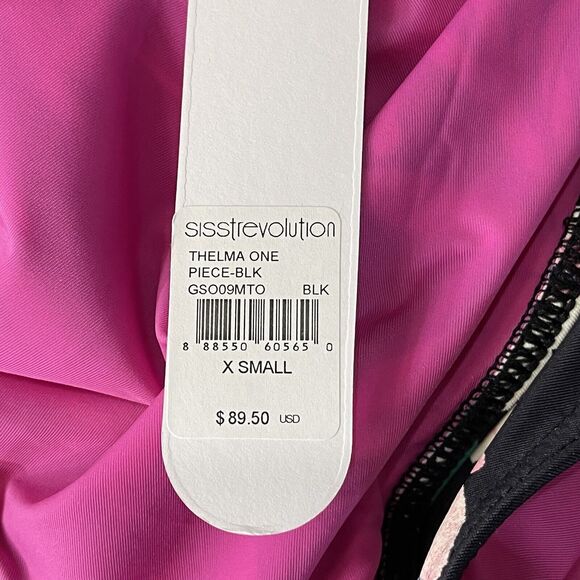 sisstrevolution
THELMA ONE
PIECE-BLK
GSO09MTO BLK
8 88550 60565 0
X SMALL
$ 89.50 USD